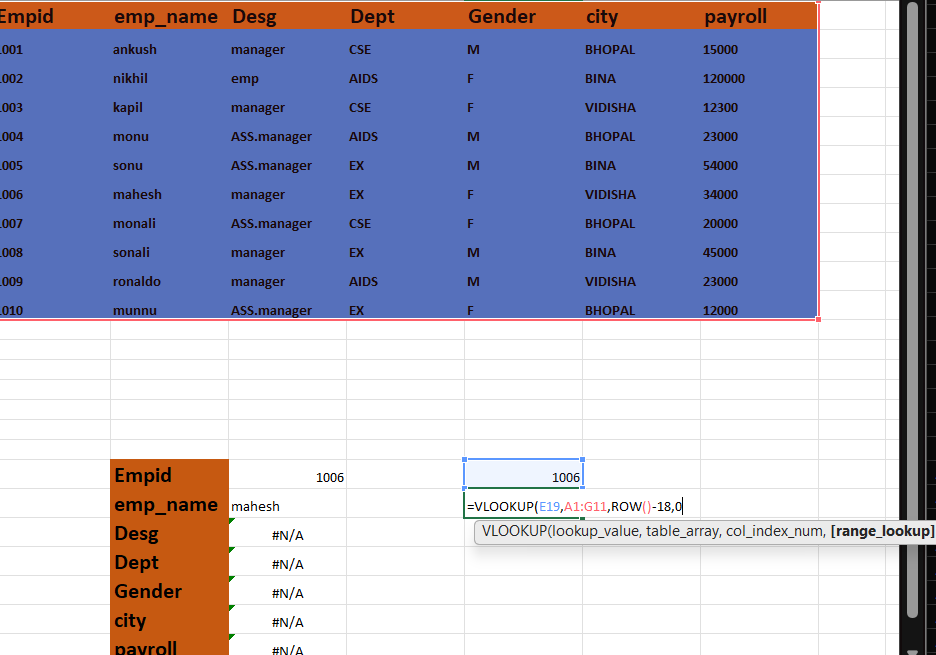 Empid emp_name Desg Dept Gender city payroll
1001 ankush manager CSE M BHOPAL 15000
1002 nikhil emp AIDS F BINA 120000
1003 kapil manager CSE F VIDISHA 12300
1004 monu ASS.manager AIDS M BHOPAL 23000
1005 sonu ASS.manager EX M BINA 54000
1006 mahesh manager EX F VIDISHA 34000
1007 monali ASS.manager CSE F BHOPAL 20000
1008 sonali manager EX M BINA 45000
1009 ronaldo manager AIDS M VIDISHA 23000
1010 munnu ASS.manager EX F BHOPAL 12000
Empid 1006 1006
emp_name mahesh =VLOOKUP(E19,A1:G11,ROW()-18,0
Desg #N/A VLOOKUP(lookup_value, table_array, col_index_num, [range_lookup]
Dept #N/A
Gender #N/A
city #N/A
payroll #N/A